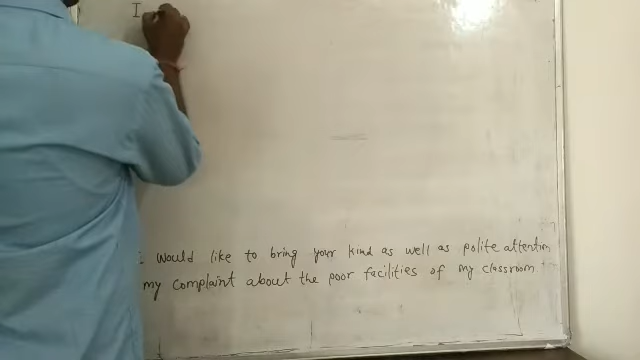 I
I would like to bring your kind as well as polite attention
my complaint about the poor facilities of my classroom